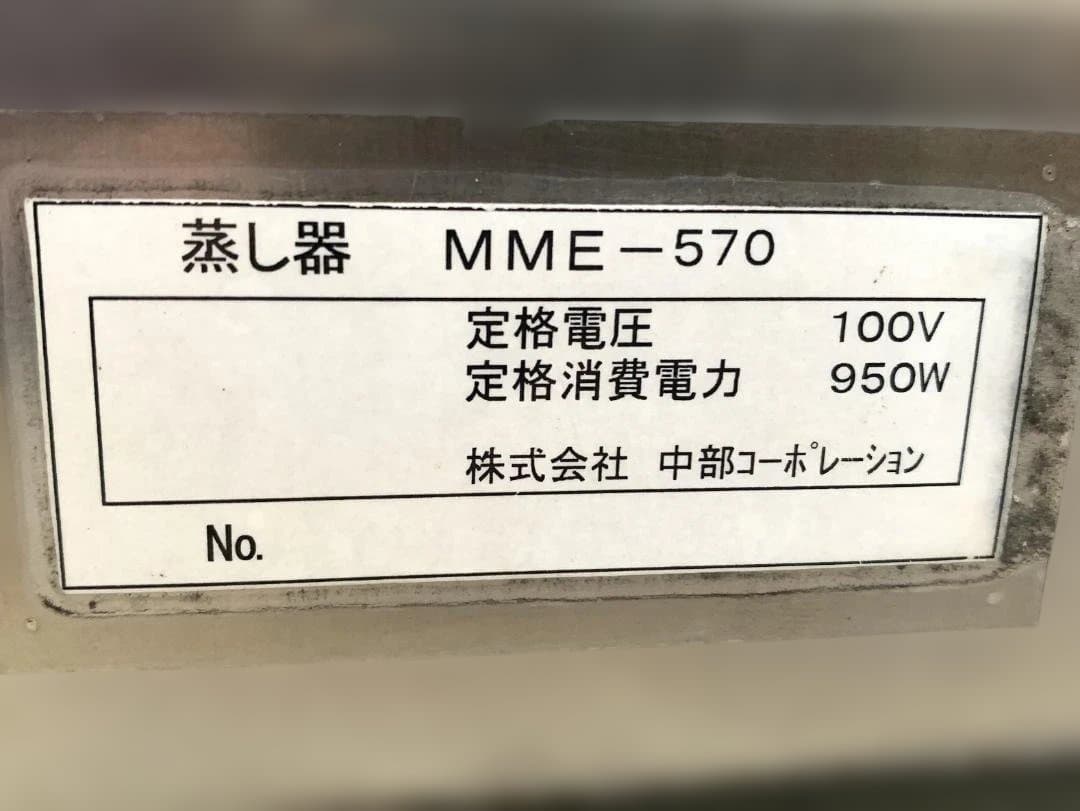 蒸し器 MME-570
定格電圧 100V
定格消費電力 950W
株式会社 中部ｺｰﾎﾟﾚｰｼｮﾝ
No.